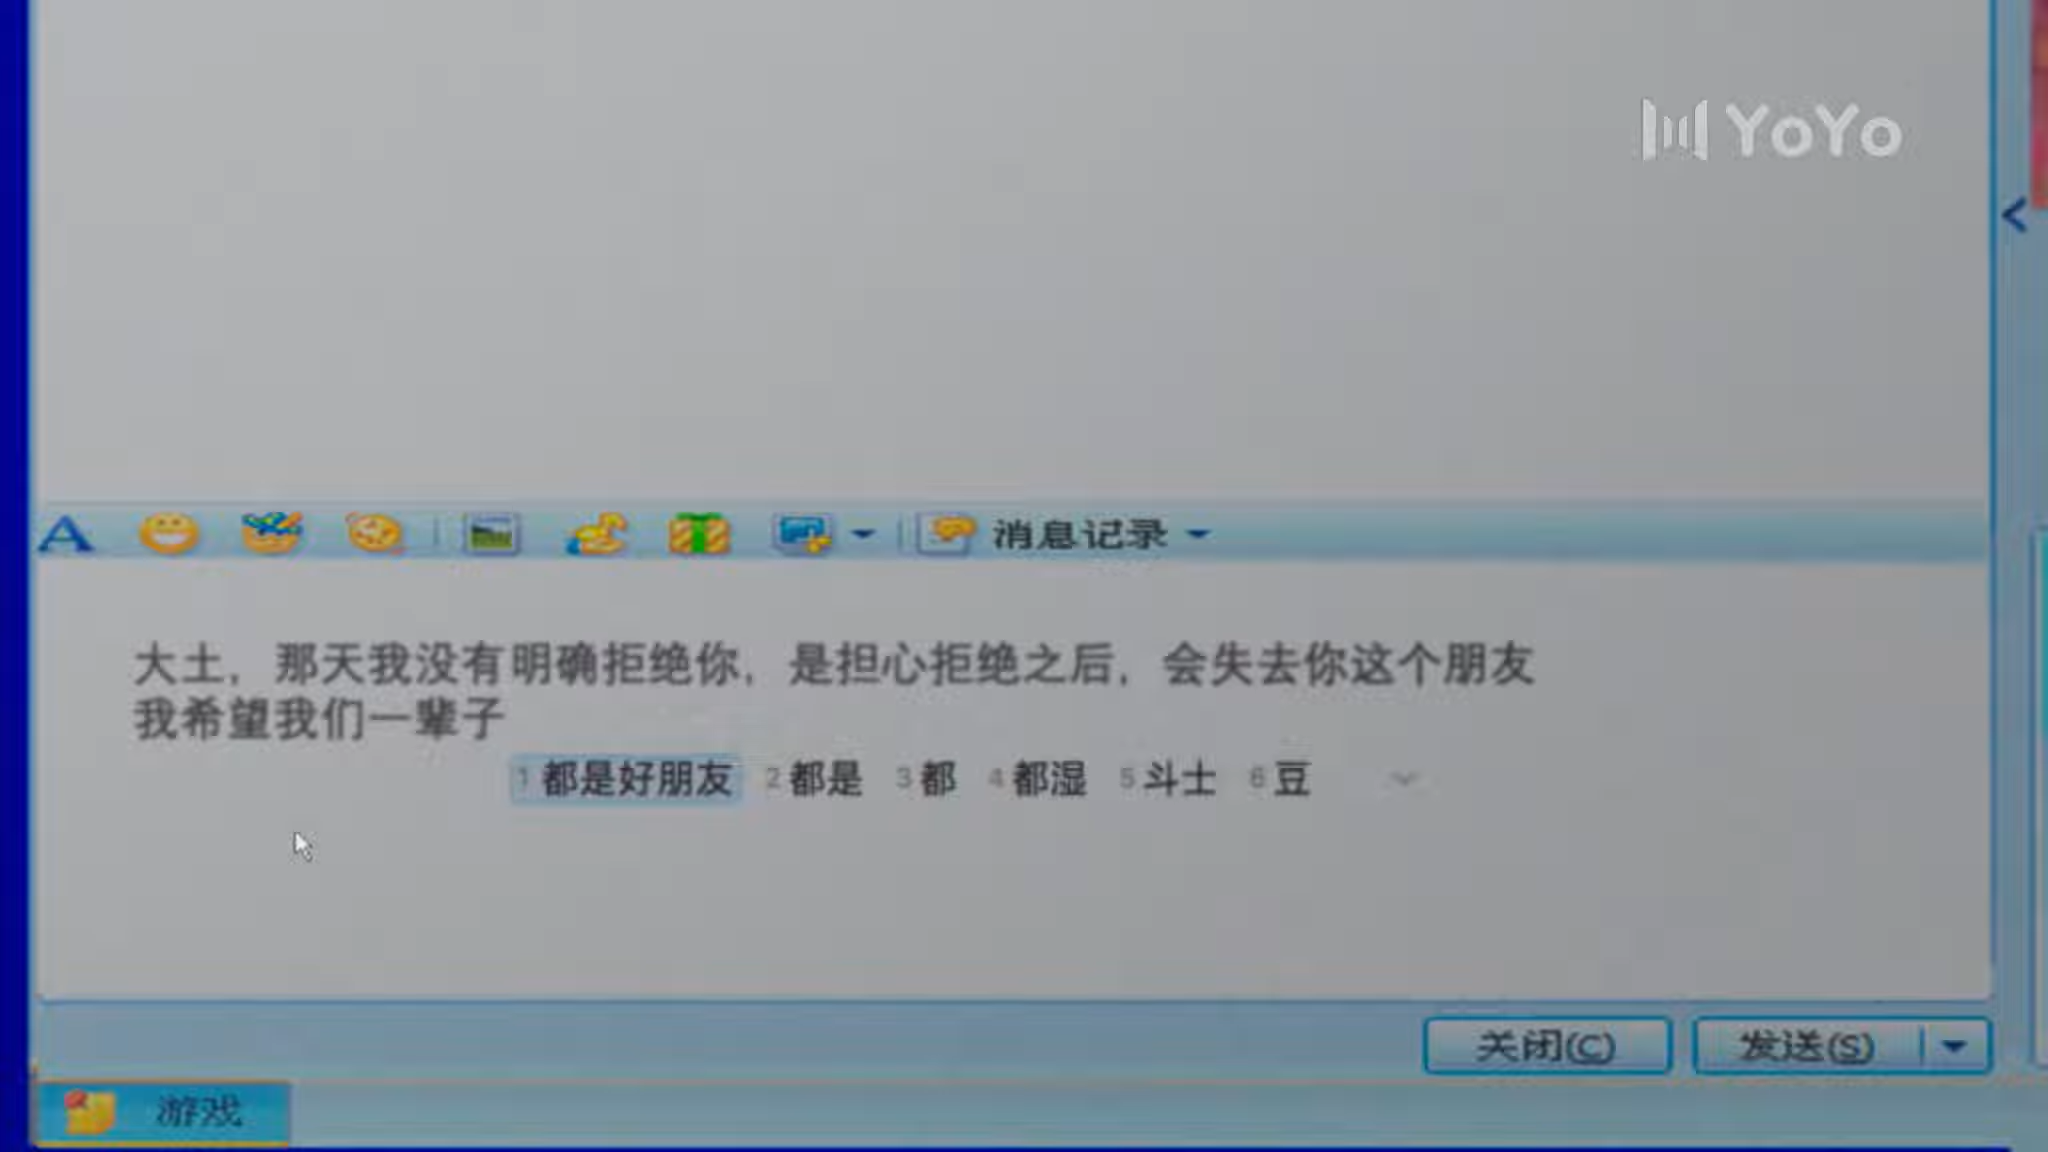 YoYo
消息记录
大土，那天我没有明确拒绝你，是担心拒绝之后，会失去你这个朋友
我希望我们一辈子
1 都是好朋友 2 都是 3 都 4 都湿 5 斗士 6 豆
关闭(C) 发送(S)
游戏